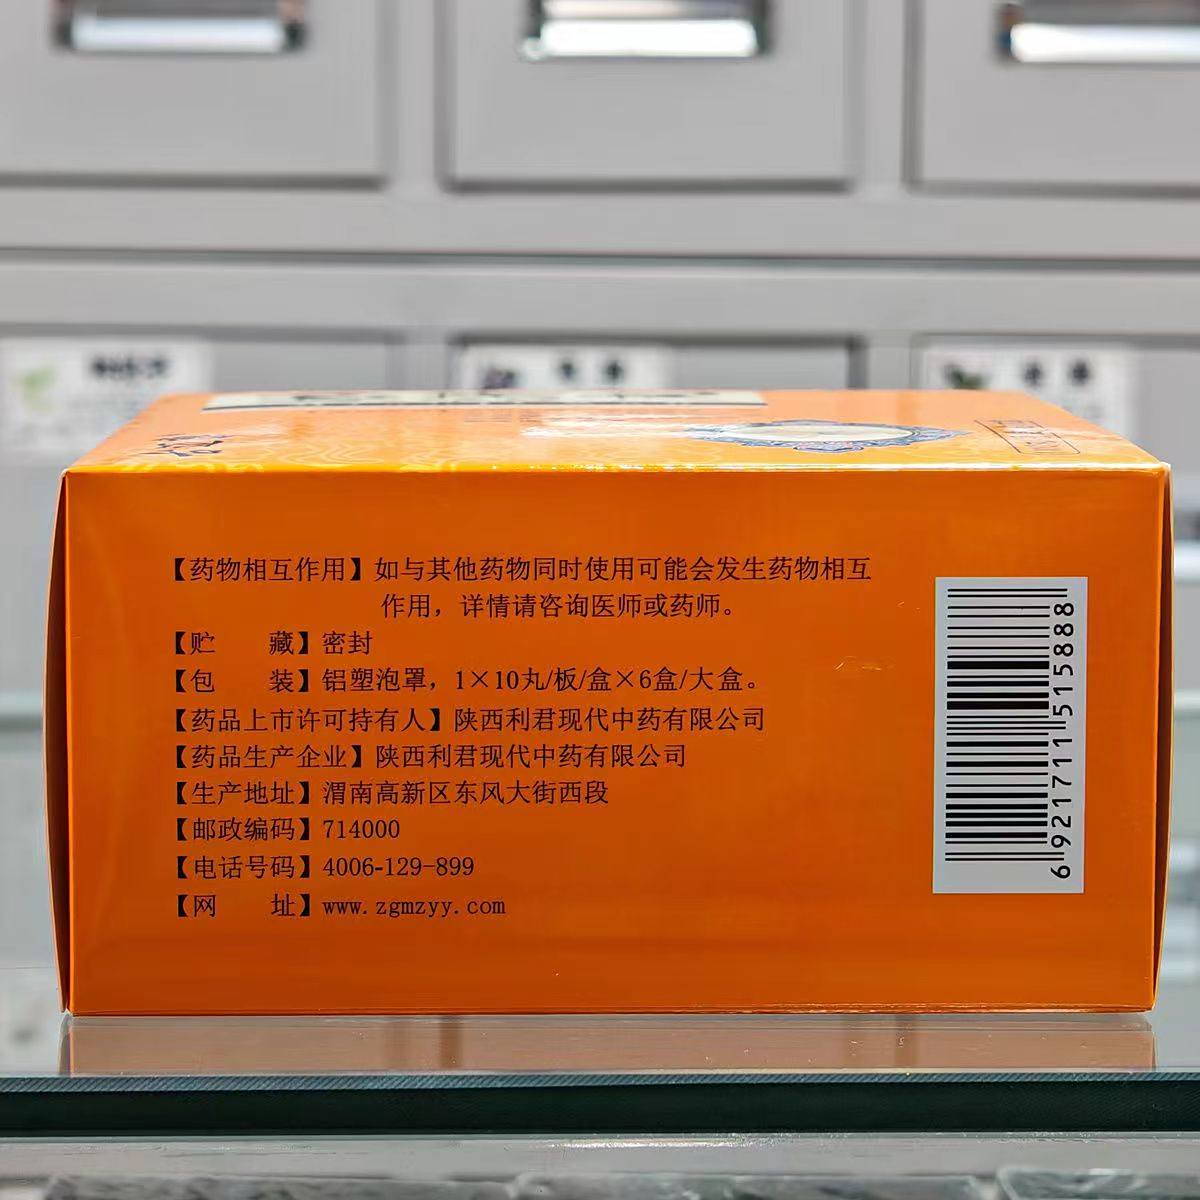 【药物相互作用】如与其他药物同时使用可能会发生药物相互
作用，详情请咨询医师或药师。
【贮　　藏】密封
【包　　装】铝塑泡罩，1×10丸/板/盒×6盒/大盒。
【药品上市许可持有人】陕西利君现代中药有限公司
【药品生产企业】陕西利君现代中药有限公司
【生产地址】渭南高新区东风大街西段
【邮政编码】714000
【电话号码】4006-129-899
【网　　址】www.zgmzyy.com
6921711515888